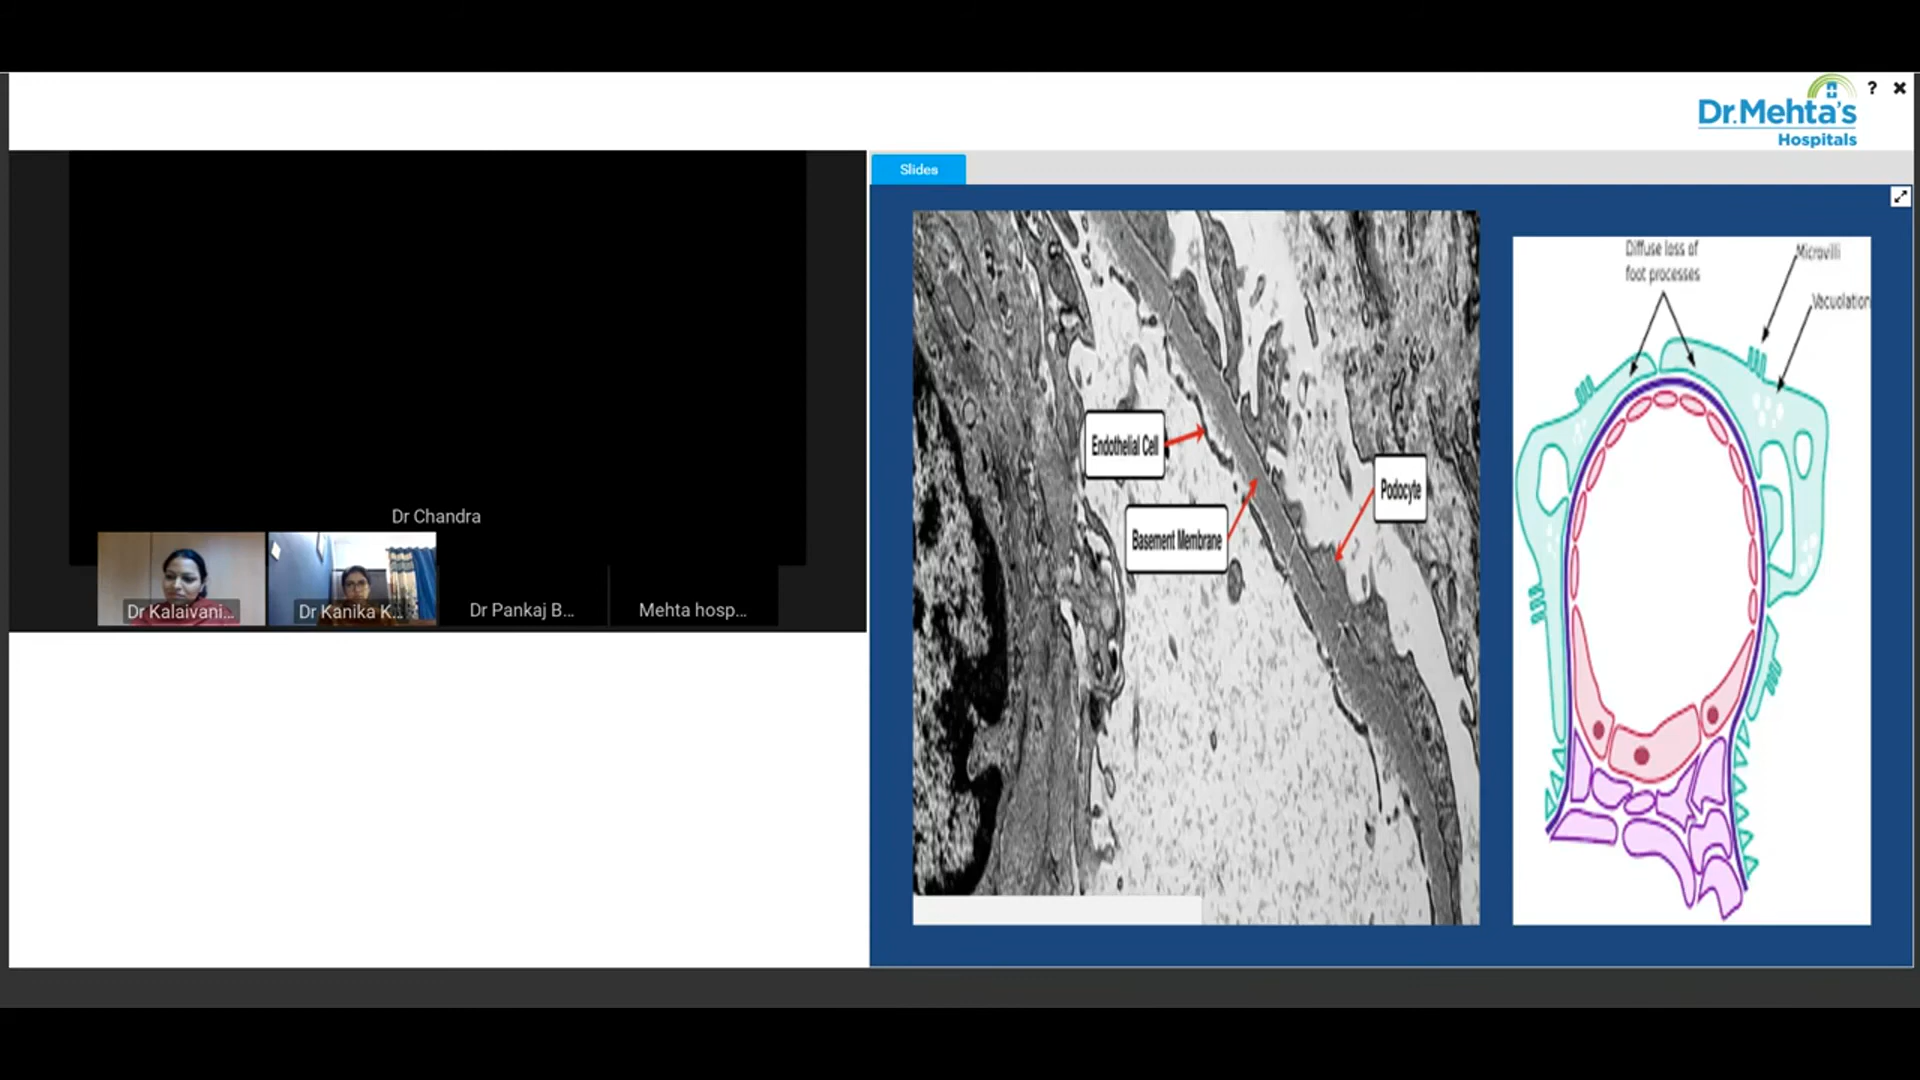 Dr.Mehta's
Hospitals
?
Slides
Dr Chandra
Dr Kalaivani...
Dr Kanika K...
Dr Pankaj B...
Mehta hosp...
Endothelial Cell
Basement Membrane
Podocyte
Diffuse loss of
foot processes
Microvilli
Vacuolation